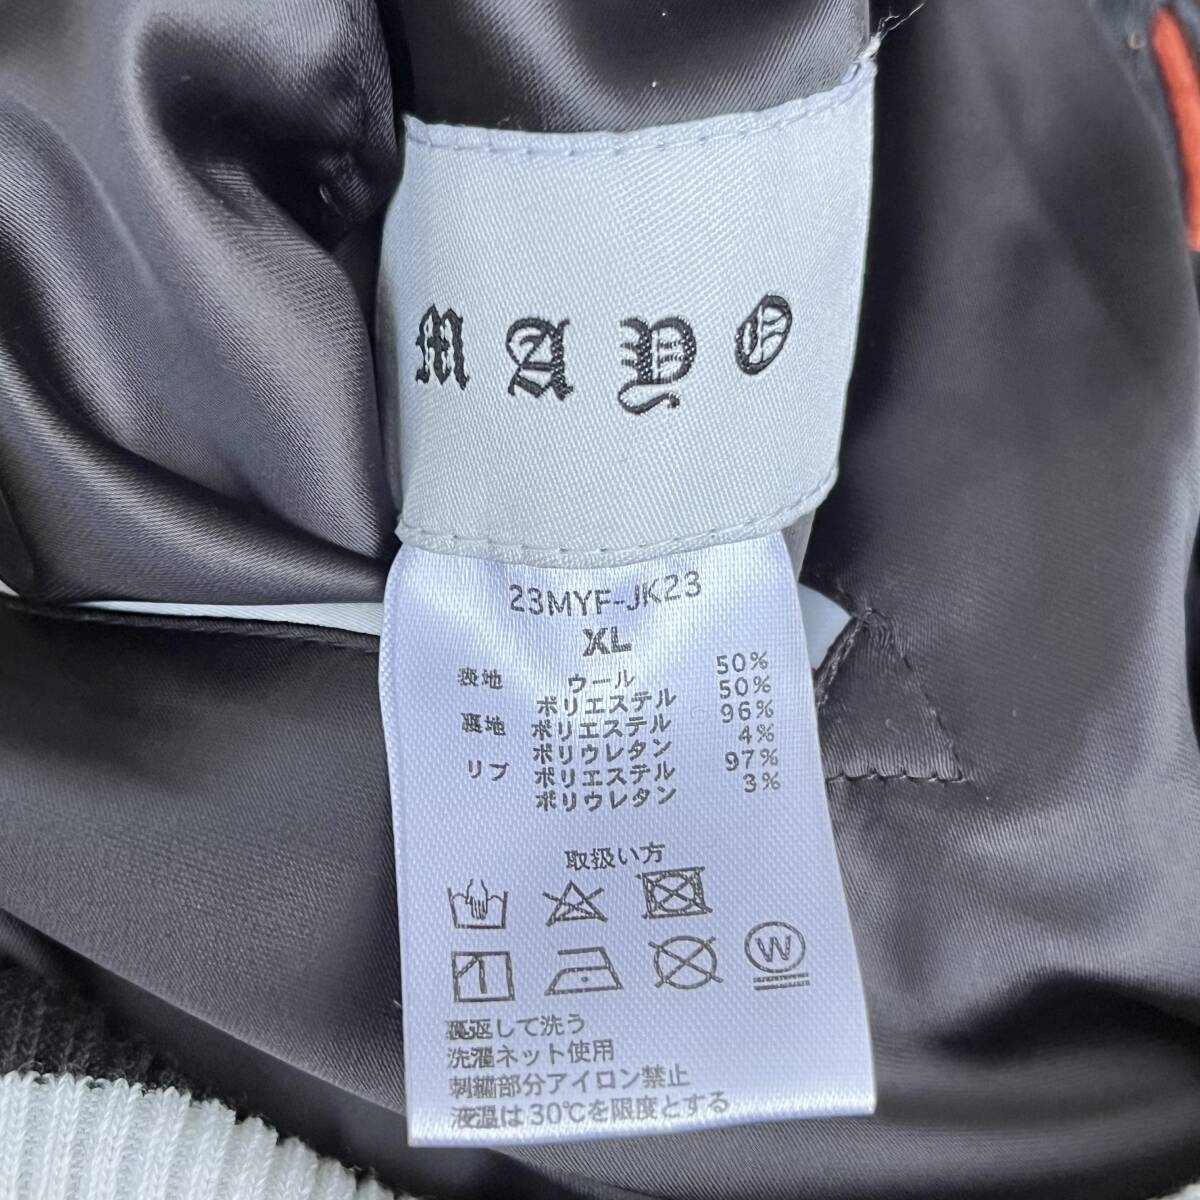 MAYO
23MYF-JK23
XL
表地 ウール 50%
ポリエステル 50%
裏地 ポリエステル 96%
ポリウレタン 4%
リブ ポリエステル 97%
ポリウレタン 3%
取扱い方
W
裏返して洗う
洗濯ネット使用
刺繍部分アイロン禁止
液温は30℃を限度とする